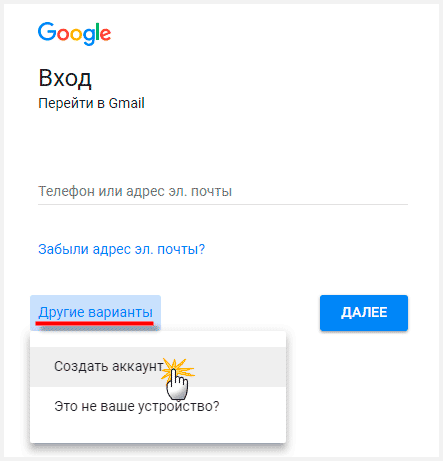 Google
Вход
Перейти в Gmail
Телефон или адрес эл. почты
Забыли адрес эл. почты?
Другие варианты
ДАЛЕЕ
Создать аккаунт
Это не ваше устройство?